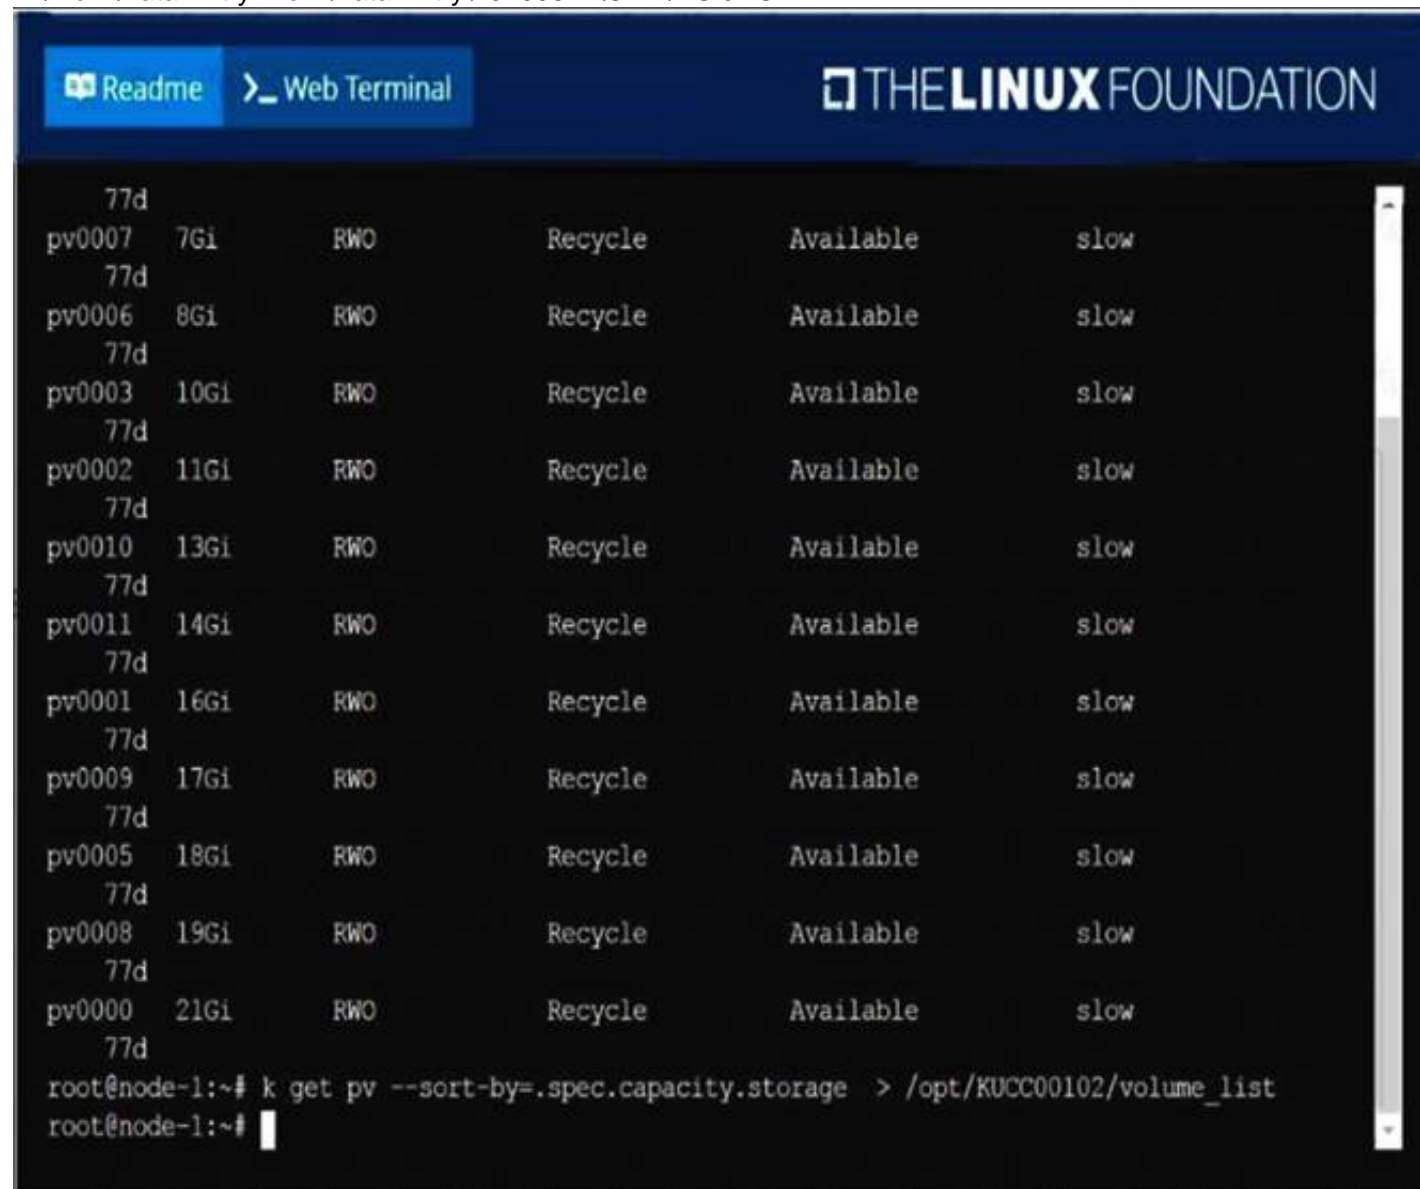 Readme >_ Web Terminal THE LINUX FOUNDATION
77d
pv0007 7Gi RWO Recycle Available slow
77d
pv0006 8Gi RWO Recycle Available slow
77d
pv0003 10Gi RWO Recycle Available slow
77d
pv0002 11Gi RWO Recycle Available slow
77d
pv0010 13Gi RWO Recycle Available slow
77d
pv0011 14Gi RWO Recycle Available slow
77d
pv0001 16Gi RWO Recycle Available slow
77d
pv0009 17Gi RWO Recycle Available slow
77d
pv0005 18Gi RWO Recycle Available slow
77d
pv0008 19Gi RWO Recycle Available slow
77d
pv0000 21Gi RWO Recycle Available slow
77d
root@node-1:~# k get pv --sort-by=.spec.capacity.storage > /opt/KUCC00102/volume_list
root@node-1:~#